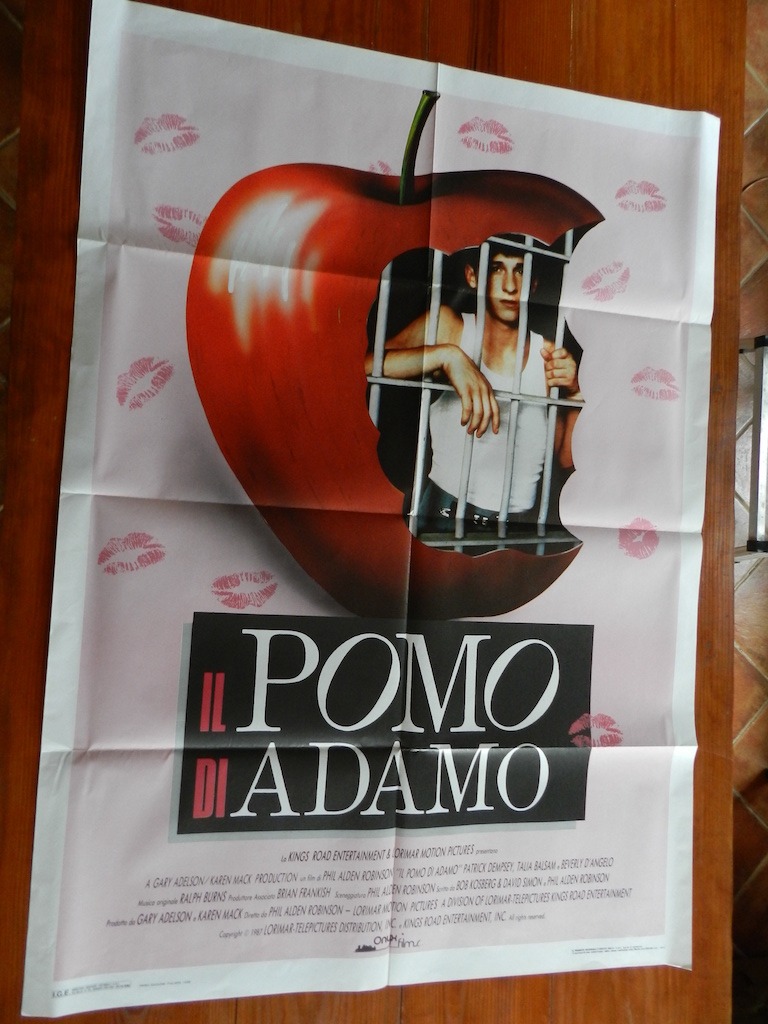 IL POMO
DI ADAMO
La KINGS ROAD ENTERTAINMENT & LORIMAR MOTION PICTURES presentano
A GARY ADELSON/KAREN MACK PRODUCTION un film di PHIL ALDEN ROBINSON "IL POMO DI ADAMO" PATRICK DEMPSEY, TALIA BALSAM e BEVERLY D'ANGELO
Musica originale RALPH BURNS Produttore Associato BRIAN FRANKISH Sceneggiatura PHIL ALDEN ROBINSON Scritto da BOB KOSBERG & DAVID SIMON e PHIL ALDEN ROBINSON
Prodotto da GARY ADELSON e KAREN MACK Diretto da PHIL ALDEN ROBINSON – LORIMAR MOTION PICTURES A DIVISION OF LORIMAR-TELEPICTURES KINGS ROAD ENTERTAINMENT
Copyright © 1987 LORIMAR-TELEPICTURES DISTRIBUTION, INC. e KINGS ROAD ENTERTAINMENT, INC. All rights reserved.
onyx films